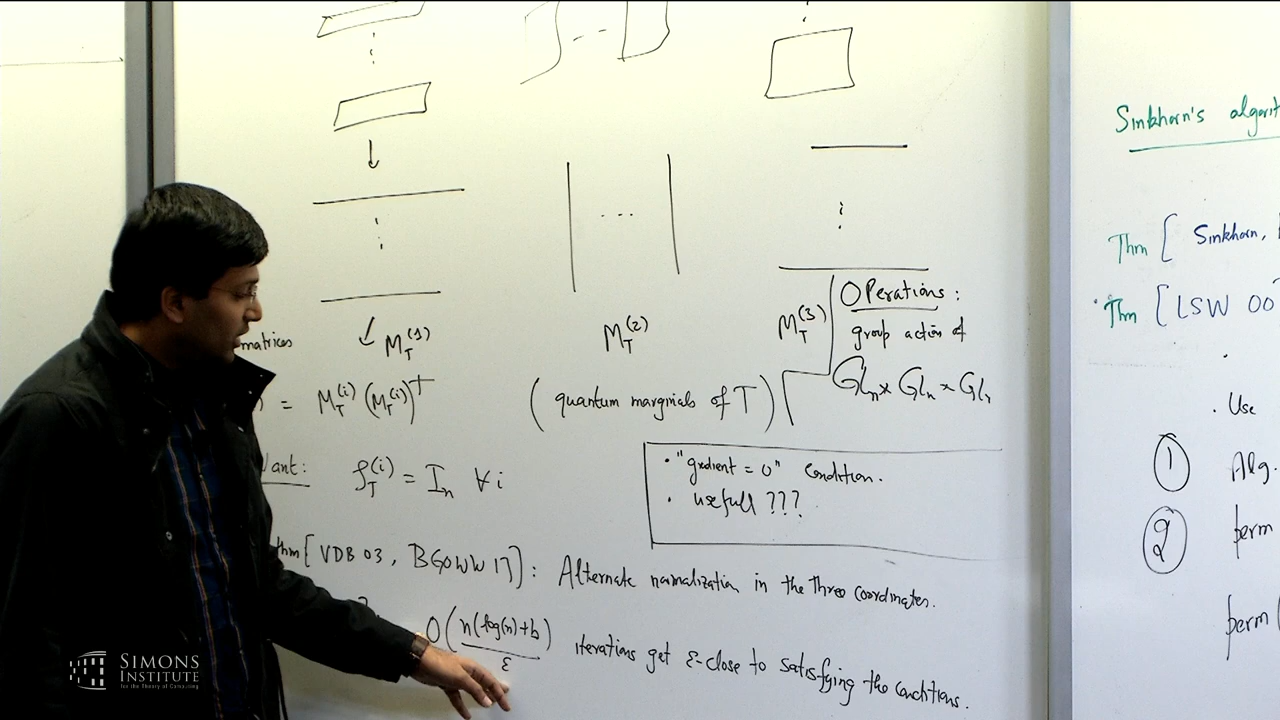 M_T^(1)
M_T^(2)
M_T^(3)
matrices
) = M_T^(i) (M_T^(i))^†
(quantum marginals of T)
Operations:
group action of
GL_n × GL_n × GL_n
Want: ρ_T^(i) = I_n ∀ i
• "gradient = 0" condition.
• usefull ???
thm [VDB 03, BGOWW 17]: Alternate normalization in the three coordinates.
O(n(log(n)+b)/ε) iterations get ε-close to satisfying the conditions.
Sinkhorn's algorit
Thm [Sinkhorn,
• Thm [LSW 00
• Use
① Alg.
② perm
perm(
SIMONS
INSTITUTE
for the Theory of Computing